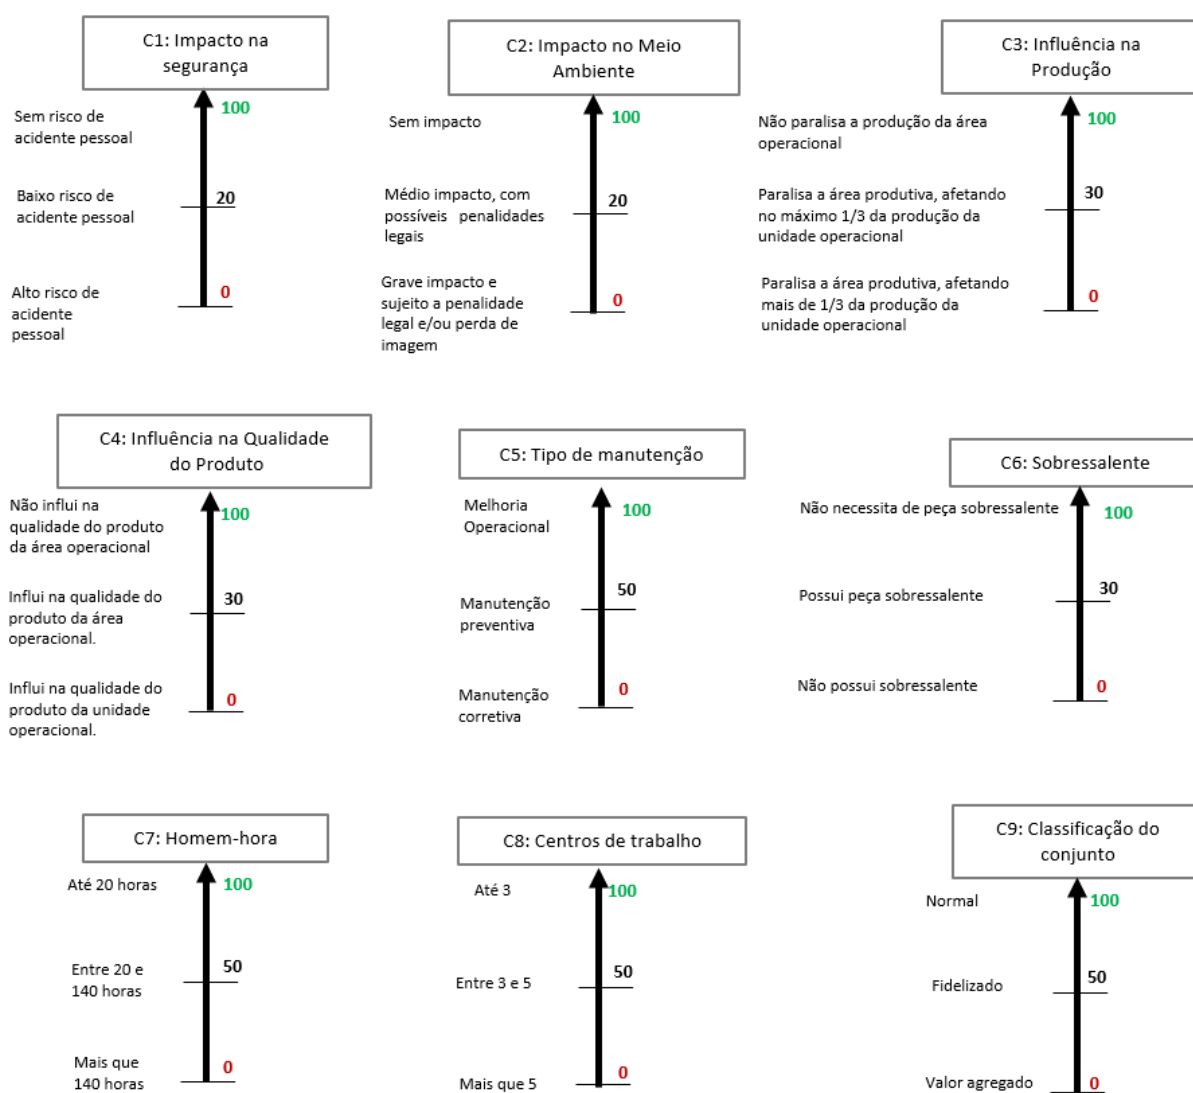 C1: Impacto na
segurança
Sem risco de
acidente pessoal
100
Baixo risco de
acidente pessoal
20
Alto risco de
acidente
pessoal
0
C2: Impacto no Meio
Ambiente
Sem impacto
100
Médio impacto, com
possíveis penalidades
legais
20
Grave impacto e
sujeito a penalidade
legal e/ou perda de
imagem
0
C3: Influência na
Produção
Não paralisa a produção da área
operacional
100
Paralisa a área produtiva, afetando
no máximo 1/3 da produção da
unidade operacional
30
Paralisa a área produtiva, afetando
mais de 1/3 da produção da
unidade operacional
0
C4: Influência na Qualidade
do Produto
Não influi na
qualidade do produto
da área operacional
100
Influi na qualidade do
produto da área
operacional.
30
Influi na qualidade do
produto da unidade
operacional.
0
C5: Tipo de manutenção
Melhoria
Operacional
100
Manutenção
preventiva
50
Manutenção
corretiva
0
C6: Sobressalente
Não necessita de peça sobressalente
100
Possui peça sobressalente
30
Não possui sobressalente
0
C7: Homem-hora
Até 20 horas
100
Entre 20 e
140 horas
50
Mais que
140 horas
0
C8: Centros de trabalho
Até 3
100
Entre 3 e 5
50
Mais que 5
0
C9: Classificação do
conjunto
Normal
100
Fidelizado
50
Valor agregado
0